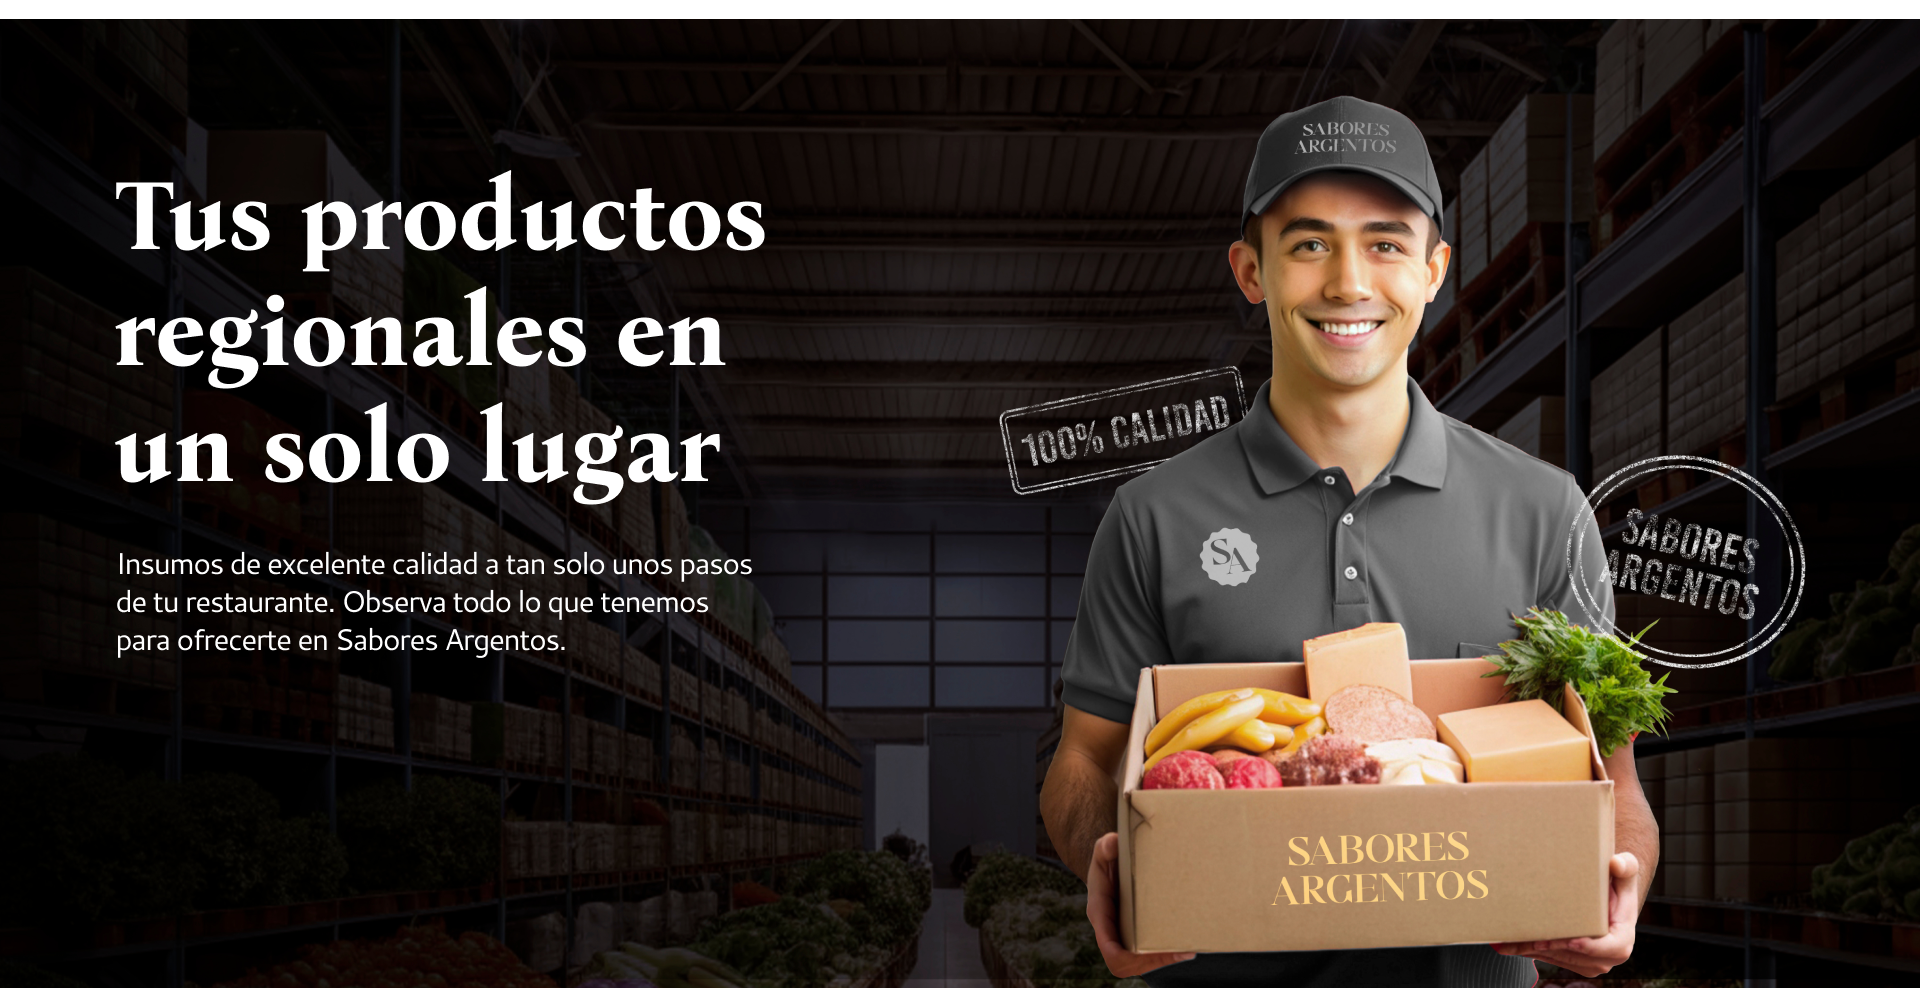 Tus productos
regionales en
un solo lugar
Insumos de excelente calidad a tan solo unos pasos
de tu restaurante. Observa todo lo que tenemos
para ofrecerte en Sabores Argentos.
SABORES
ARGENTOS
100% CALIDAD
SA
SABORES
ARGENTOS
SABORES
ARGENTOS